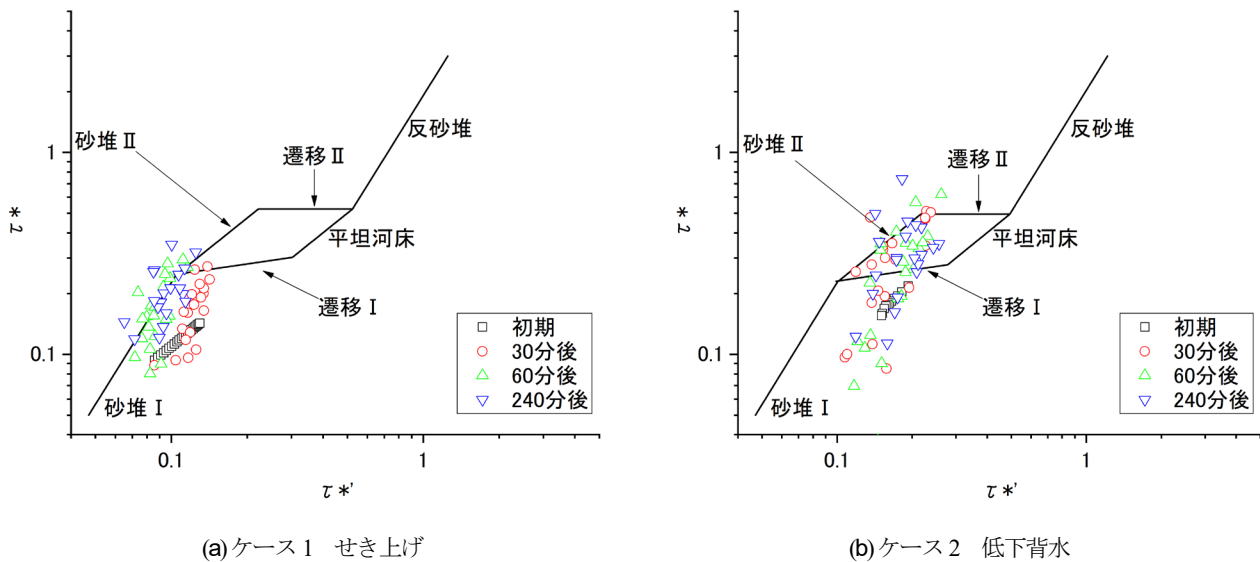 1
0.1
τ*
0.1
1
τ*'
砂堆Ⅱ
遷移Ⅱ
反砂堆
平坦河床
遷移Ⅰ
砂堆Ⅰ
初期
30分後
60分後
240分後
(a)ケース1 せき上げ
1
0.1
τ*
0.1
1
τ*'
砂堆Ⅱ
遷移Ⅱ
反砂堆
平坦河床
遷移Ⅰ
砂堆Ⅰ
初期
30分後
60分後
240分後
(b)ケース2 低下背水